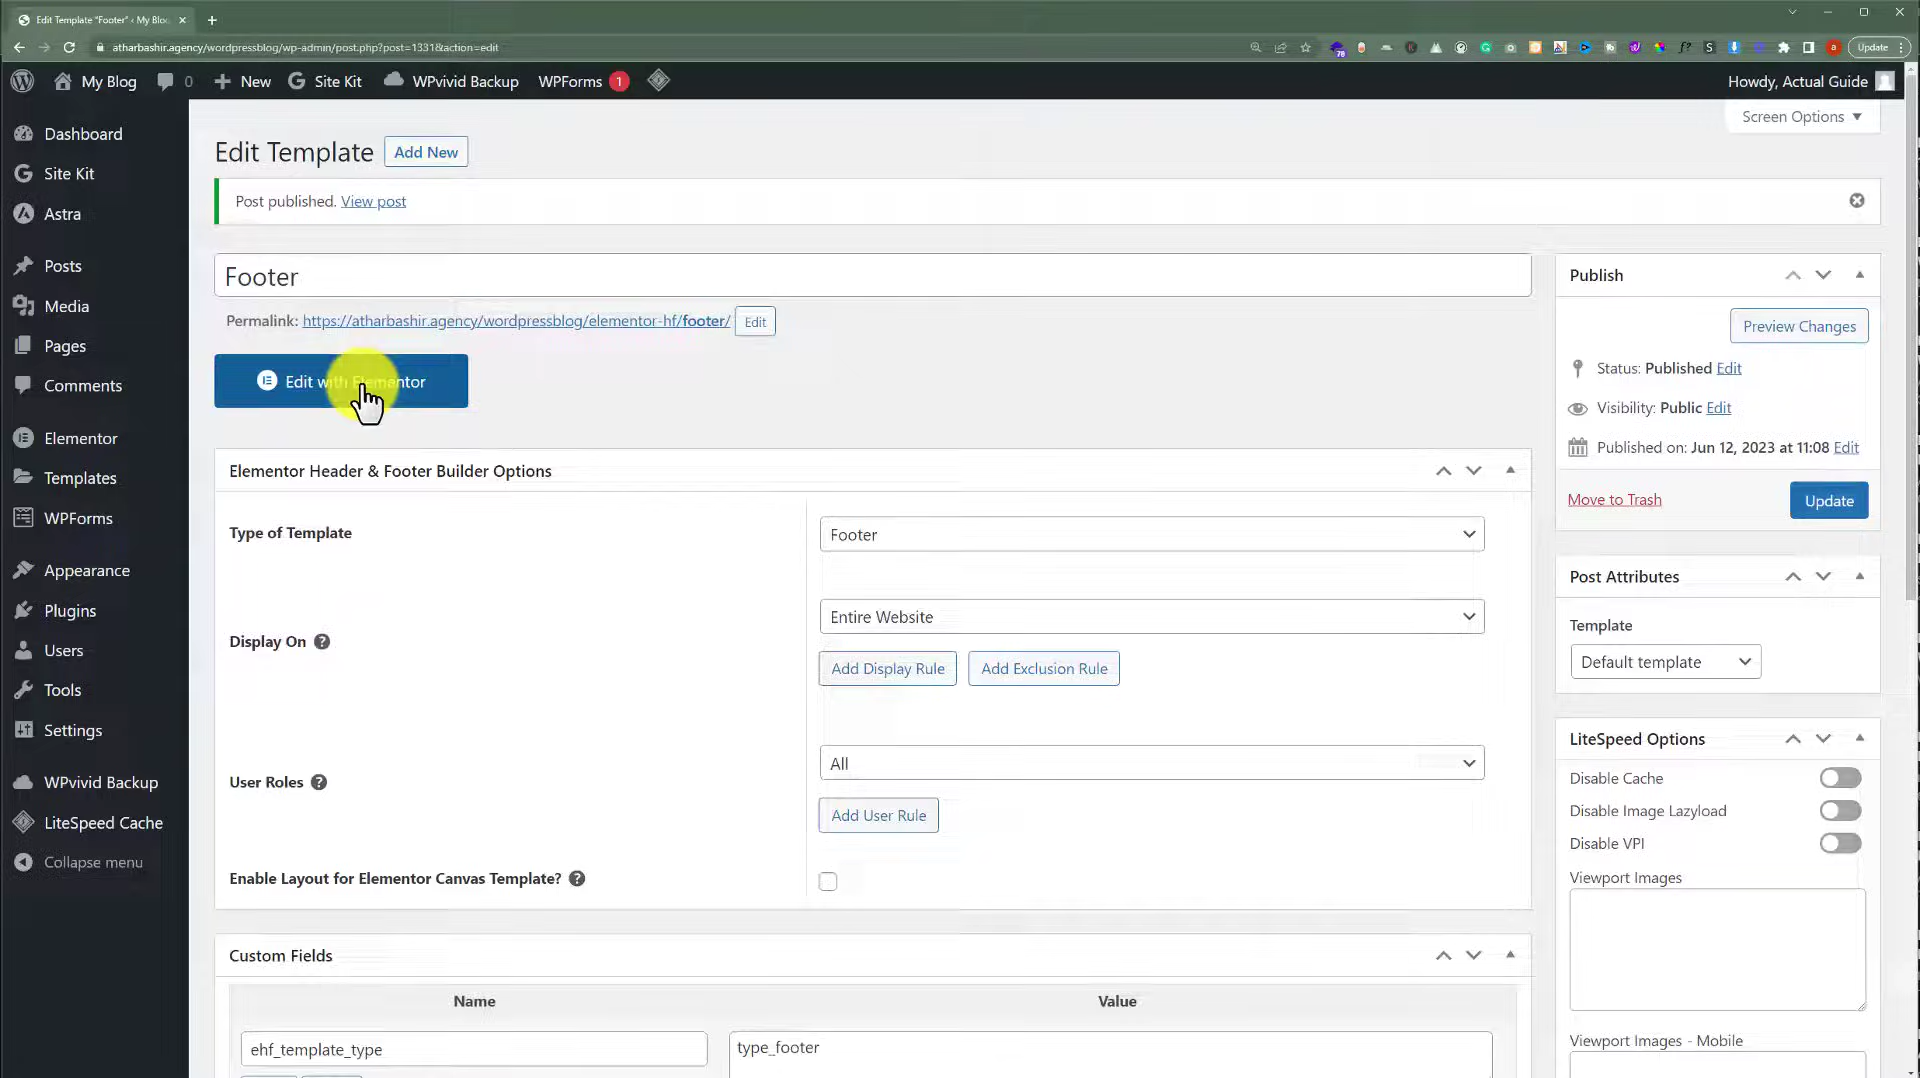 Edit Template "Footer" ‹ My Blo
atharbashir.agency/wordpressblog/wp-admin/post.php?post=1331&action=edit
Update
My Blog
0
New
Site Kit
WPvivid Backup
WPForms 1
Howdy, Actual Guide
Screen Options
Dashboard
Site Kit
Astra
Posts
Media
Pages
Comments
Elementor
Templates
WPForms
Appearance
Plugins
Users
Tools
Settings
WPvivid Backup
LiteSpeed Cache
Collapse menu
Edit Template
Add New
Post published. View post
Footer
Permalink: https://atharbashir.agency/wordpressblog/elementor-hf/footer/ Edit
Edit with Elementor
Elementor Header & Footer Builder Options
Type of Template
Footer
Display On
Entire Website
Add Display Rule
Add Exclusion Rule
User Roles
All
Add User Rule
Enable Layout for Elementor Canvas Template?
Custom Fields
Name
Value
ehf_template_type
type_footer
Publish
Preview Changes
Status: Published Edit
Visibility: Public Edit
Published on: Jun 12, 2023 at 11:08 Edit
Move to Trash
Update
Post Attributes
Template
Default template
LiteSpeed Options
Disable Cache
Disable Image Lazyload
Disable VPI
Viewport Images
Viewport Images - Mobile